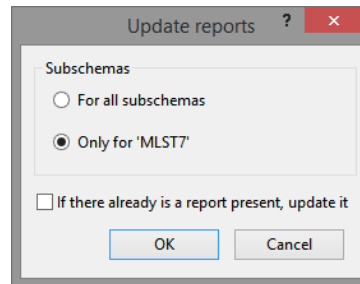 Update reports
?
×
Subschemas
For all subschemas
Only for 'MLST7'
If there already is a report present, update it
OK
Cancel